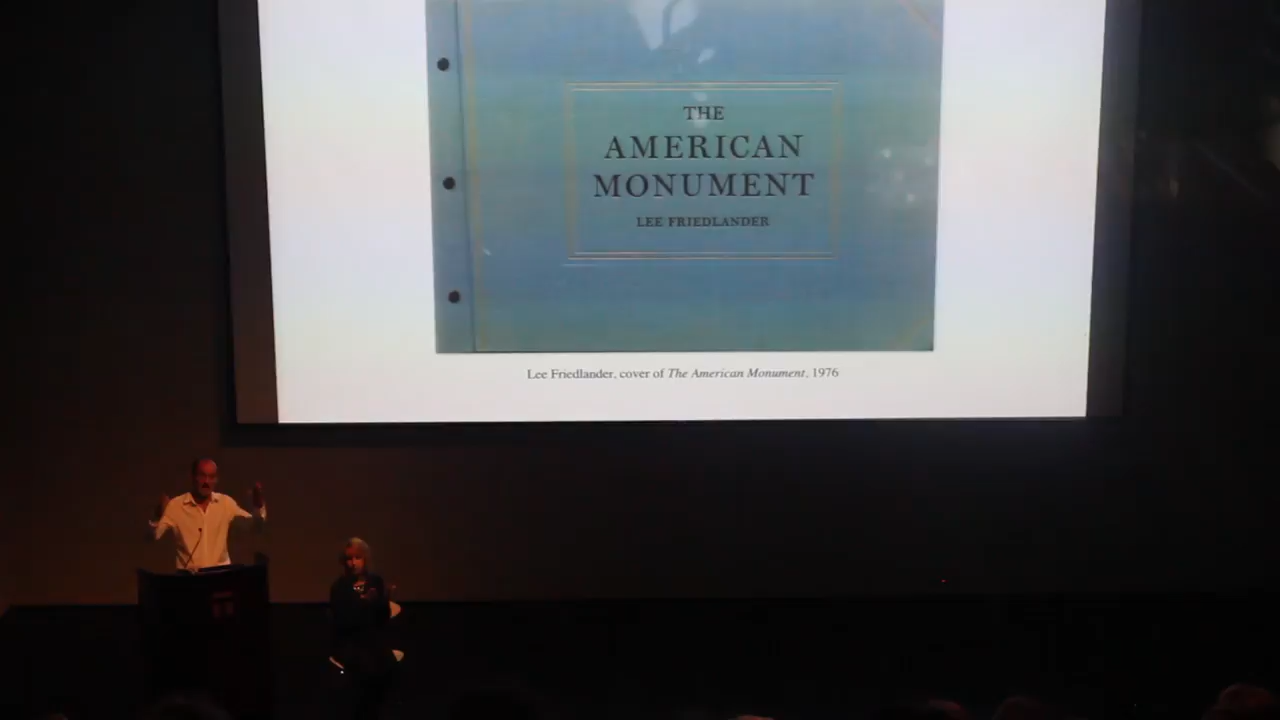 THE
AMERICAN
MONUMENT
LEE FRIEDLANDER
Lee Friedlander, cover of The American Monument, 1976